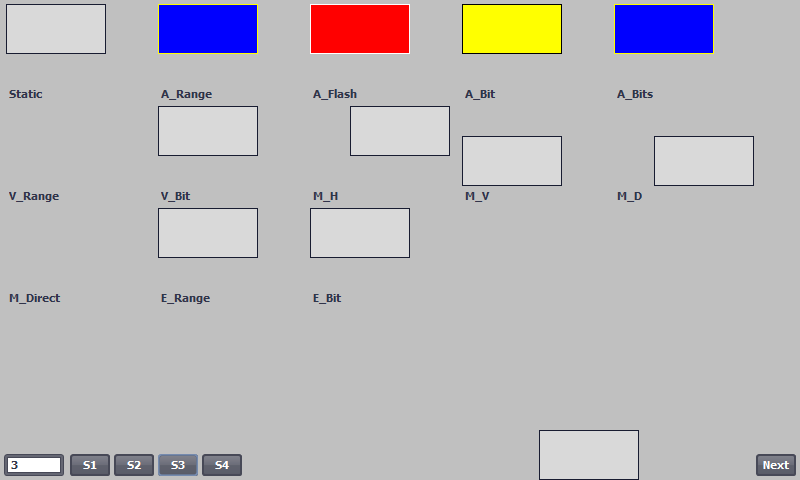 Static A_Range A_Flash A_Bit A_Bits
V_Range V_Bit M_H M_V M_D
M_Direct E_Range E_Bit
3 S1 S2 S3 S4 Next